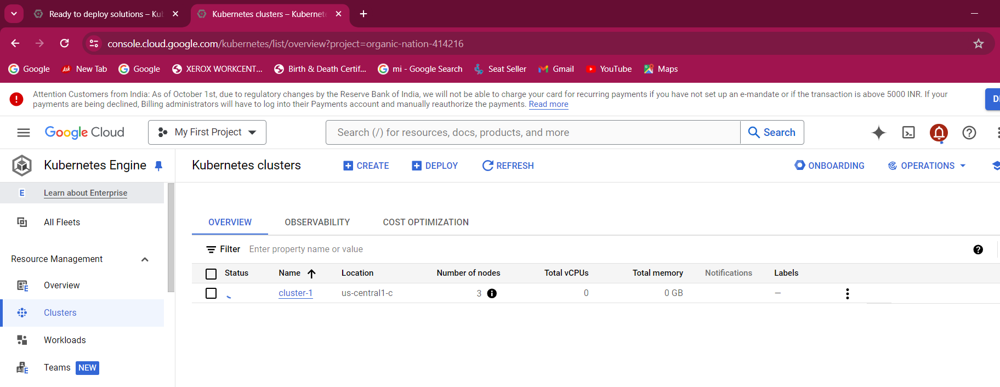 Ready to deploy solutions – Kub
Kubernetes clusters – Kubernete
console.cloud.google.com/kubernetes/list/overview?project=organic-nation-414216
Google
Ask
New Tab
Google
XEROX WORKCENT...
Birth & Death Certif...
mi - Google Search
Seat Seller
Gmail
YouTube
Maps
Attention Customers from India: As of October 1st, due to regulatory changes by the Reserve Bank of India, we will not be able to charge your card for recurring payments if you have not set up an e-mandate or if the transaction is above 5000 INR. If your
payments are being declined, Billing administrators will have to log into their Payments account and manually reauthorize the payments. Read more
Google Cloud
My First Project
Search (/) for resources, docs, products, and more
Search
Kubernetes Engine
Kubernetes clusters
CREATE
DEPLOY
REFRESH
ONBOARDING
OPERATIONS
E
Learn about Enterprise
All Fleets
Resource Management
Overview
Clusters
Workloads
Teams NEW
OVERVIEW
OBSERVABILITY
COST OPTIMIZATION
Filter
Enter property name or value
Status
Name
Location
Number of nodes
Total vCPUs
Total memory
Notifications
Labels
cluster-1
us-central1-c
3
0
0 GB
—